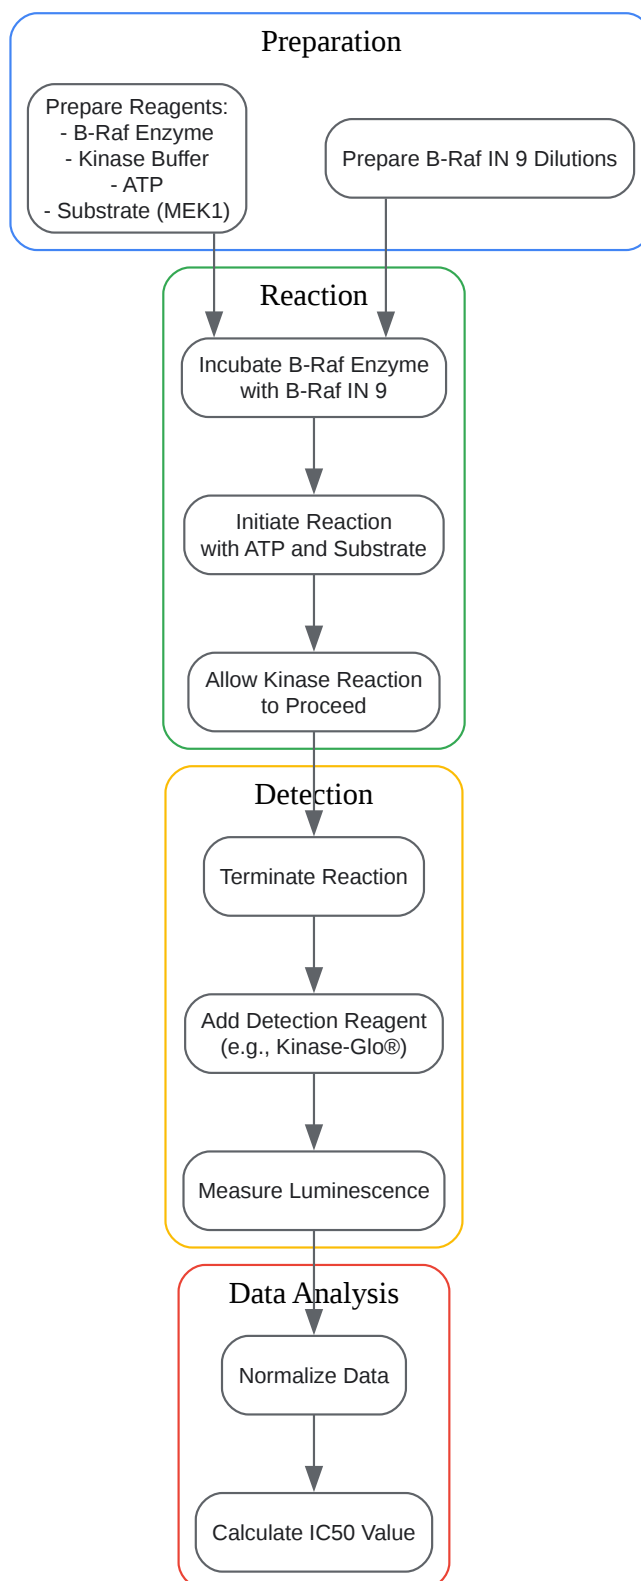 Preparation
Prepare Reagents:
- B-Raf Enzyme
- Kinase Buffer
- ATP
- Substrate (MEK1)
Prepare B-Raf IN 9 Dilutions
Reaction
Incubate B-Raf Enzyme
with B-Raf IN 9
Initiate Reaction
with ATP and Substrate
Allow Kinase Reaction
to Proceed
Detection
Terminate Reaction
Add Detection Reagent
(e.g., Kinase-Glo®)
Measure Luminescence
Data Analysis
Normalize Data
Calculate IC50 Value